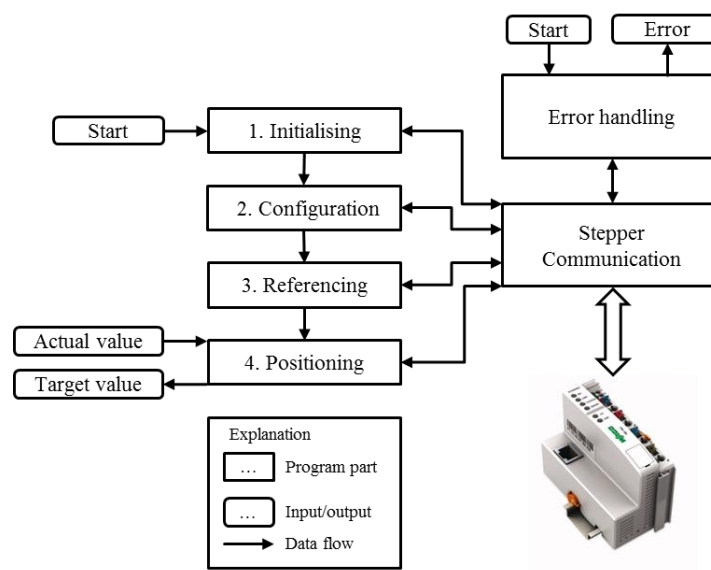 Start
Error
Error handling
Start
1. Initialising
2. Configuration
Stepper
Communication
3. Referencing
Actual value
4. Positioning
Target value
Explanation
...
Program part
...
Input/output
Data flow